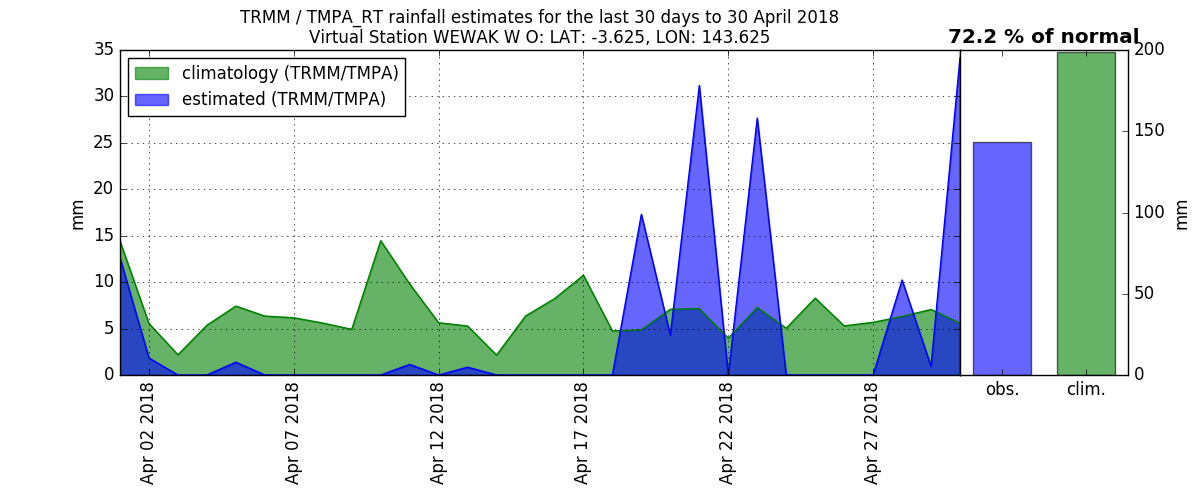 TRMM / TMPA_RT rainfall estimates for the last 30 days to 30 April 2018
Virtual Station WEWAK W O: LAT: -3.625, LON: 143.625
72.2 % of normal
climatology (TRMM/TMPA)
estimated (TRMM/TMPA)
35
30
25
20
15
10
5
0
mm
Apr 02 2018
Apr 07 2018
Apr 12 2018
Apr 17 2018
Apr 22 2018
Apr 27 2018
obs.
clim.
200
150
100
50
0
mm